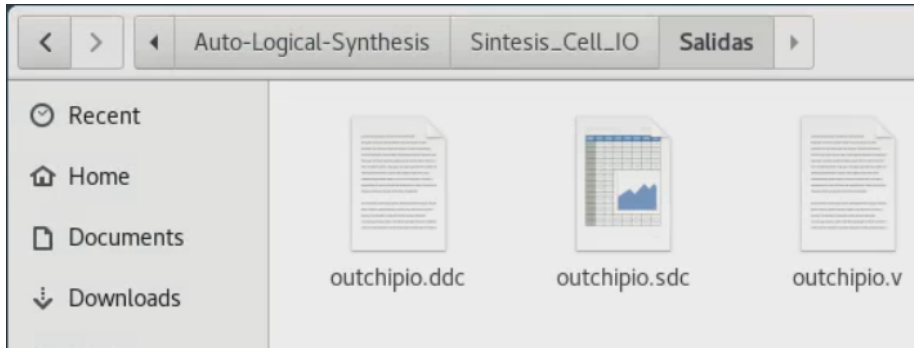 Auto-Logical-Synthesis Sintesis_Cell_IO Salidas
Recent
Home
Documents
Downloads
outchipio.ddc outchipio.sdc outchipio.v